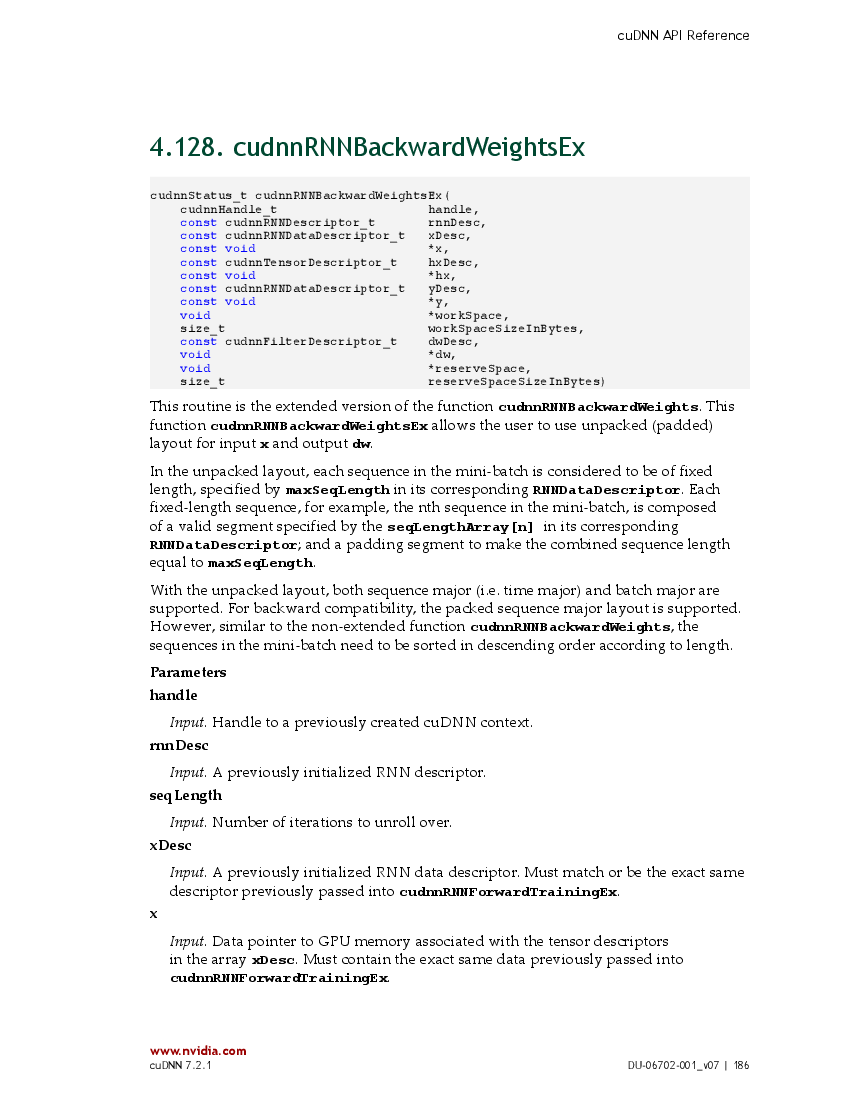 cuDNN API Reference
4.128. cudnnRNNBackwardWeightsEx
cudnnStatus_t cudnnRNNBackwardWeightsEx(
cudnnHandle_t handle,
const cudnnRNNDescriptor_t rnnDesc,
const cudnnRNNDataDescriptor_t xDesc,
const void *x,
const cudnnTensorDescriptor_t hxDesc,
const void *hx,
const cudnnRNNDataDescriptor_t yDesc,
const void *y,
void *workSpace,
size_t workSpaceSizeInBytes,
const cudnnFilterDescriptor_t dwDesc,
void *dw,
void *reserveSpace,
size_t reserveSpaceSizeInBytes)
This routine is the extended version of the function cudnnRNNBackwardWeights. This
function cudnnRNNBackwardWeightsEx allows the user to use unpacked (padded)
layout for input x and output dw.
In the unpacked layout, each sequence in the mini-batch is considered to be of fixed
length, specified by maxSeqLength in its corresponding RNNDataDescriptor. Each
fixed-length sequence, for example, the nth sequence in the mini-batch, is composed
of a valid segment specified by the seqLengthArray[n] in its corresponding
RNNDataDescriptor; and a padding segment to make the combined sequence length
equal to maxSeqLength.
With the unpacked layout, both sequence major (i.e. time major) and batch major are
supported. For backward compatibility, the packed sequence major layout is supported.
However, similar to the non-extended function cudnnRNNBackwardWeights, the
sequences in the mini-batch need to be sorted in descending order according to length.
Parameters
handle
Input. Handle to a previously created cuDNN context.
rnnDesc
Input. A previously initialized RNN descriptor.
seqLength
Input. Number of iterations to unroll over.
xDesc
Input. A previously initialized RNN data descriptor. Must match or be the exact same
descriptor previously passed into cudnnRNNForwardTrainingEx.
x
Input. Data pointer to GPU memory associated with the tensor descriptors
in the array xDesc. Must contain the exact same data previously passed into
cudnnRNNForwardTrainingEx.
www.nvidia.com
cuDNN 7.2.1 DU-06702-001_v07 | 186